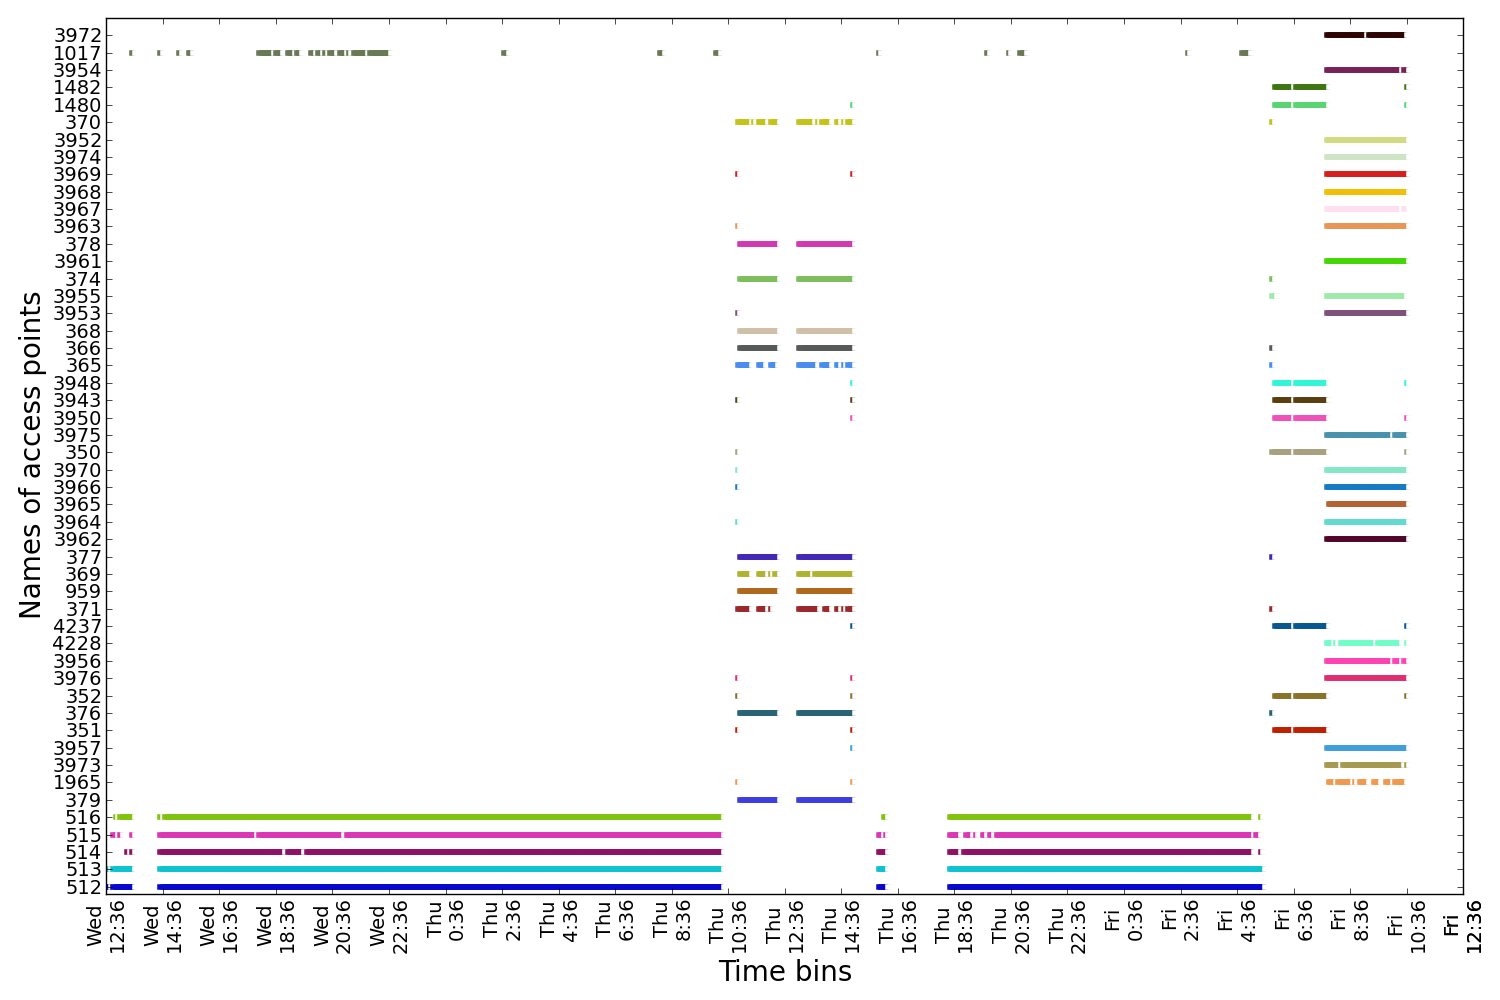 3972
1017
3954
1482
1480
370
3952
3974
3969
3968
3967
3963
378
3961
374
3955
3953
368
366
365
3948
3943
3950
3975
350
3970
3966
3965
3964
3962
377
369
959
371
4237
4228
3956
3976
352
376
351
3957
3973
1965
379
516
515
514
513
512
Names of access points
Wed
12:36
Wed
14:36
Wed
16:36
Wed
18:36
Wed
20:36
Wed
22:36
Thu
0:36
Thu
2:36
Thu
4:36
Thu
6:36
Thu
8:36
Thu
10:36
Thu
12:36
Thu
14:36
Thu
16:36
Thu
18:36
Thu
20:36
Thu
22:36
Fri
0:36
Fri
2:36
Fri
4:36
Fri
6:36
Fri
8:36
Fri
10:36
Fri
12:36
Time bins